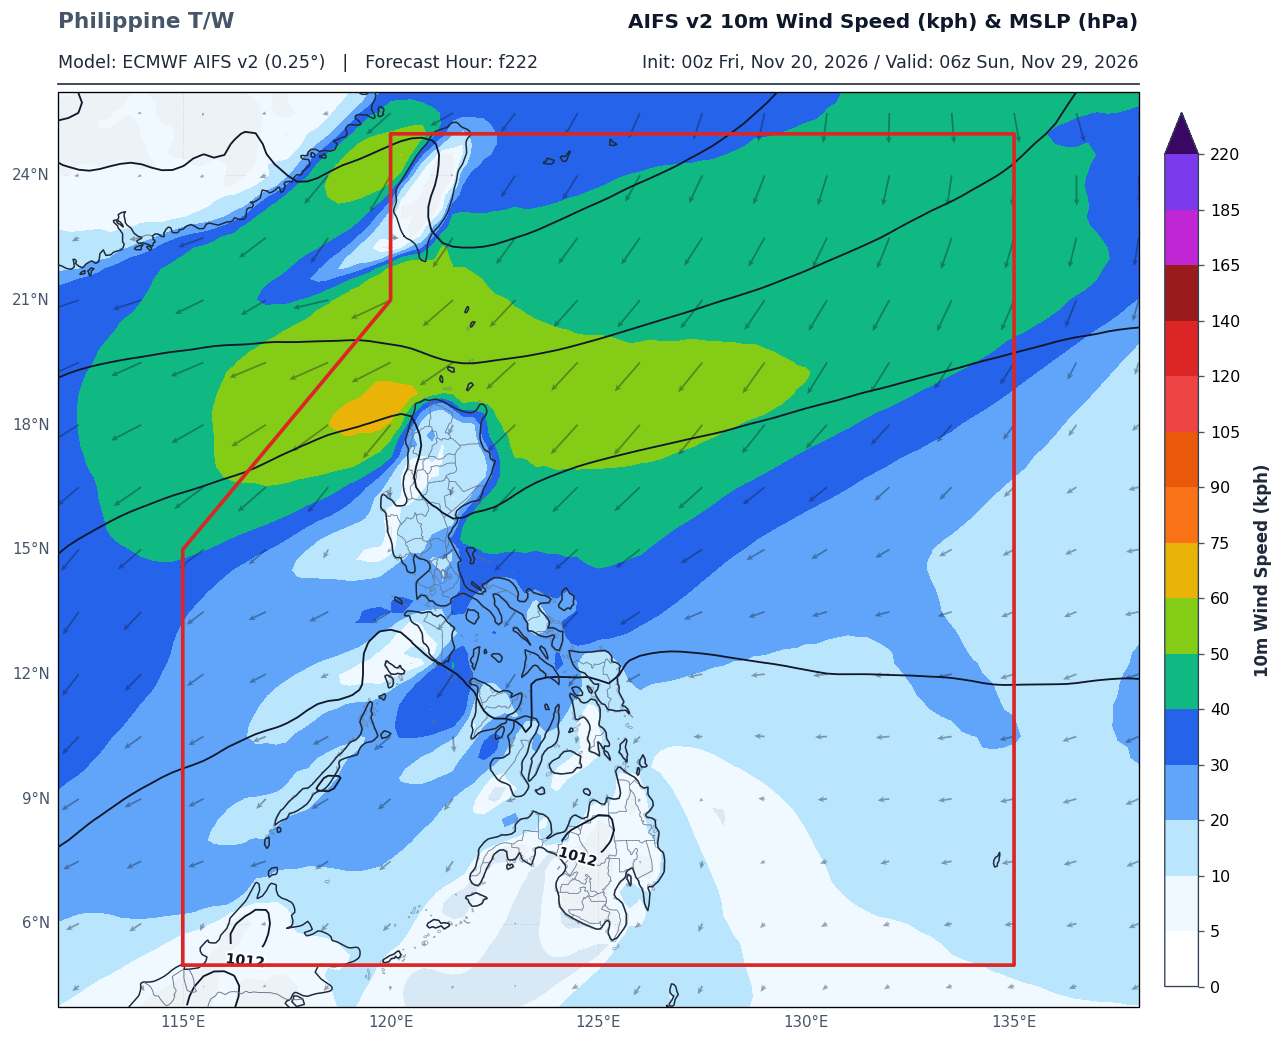 Philippine T/W
AIFS v2 10m Wind Speed (kph) & MSLP (hPa)
Model: ECMWF AIFS v2 (0.25°) | Forecast Hour: f222
Init: 00z Fri, Nov 20, 2026 / Valid: 06z Sun, Nov 29, 2026
24°N
21°N
18°N
15°N
12°N
9°N
6°N
1012
1012
115°E
120°E
125°E
130°E
135°E
220
185
165
140
120
105
90
75
60
50
40
30
20
10
5
0
10m Wind Speed (kph)